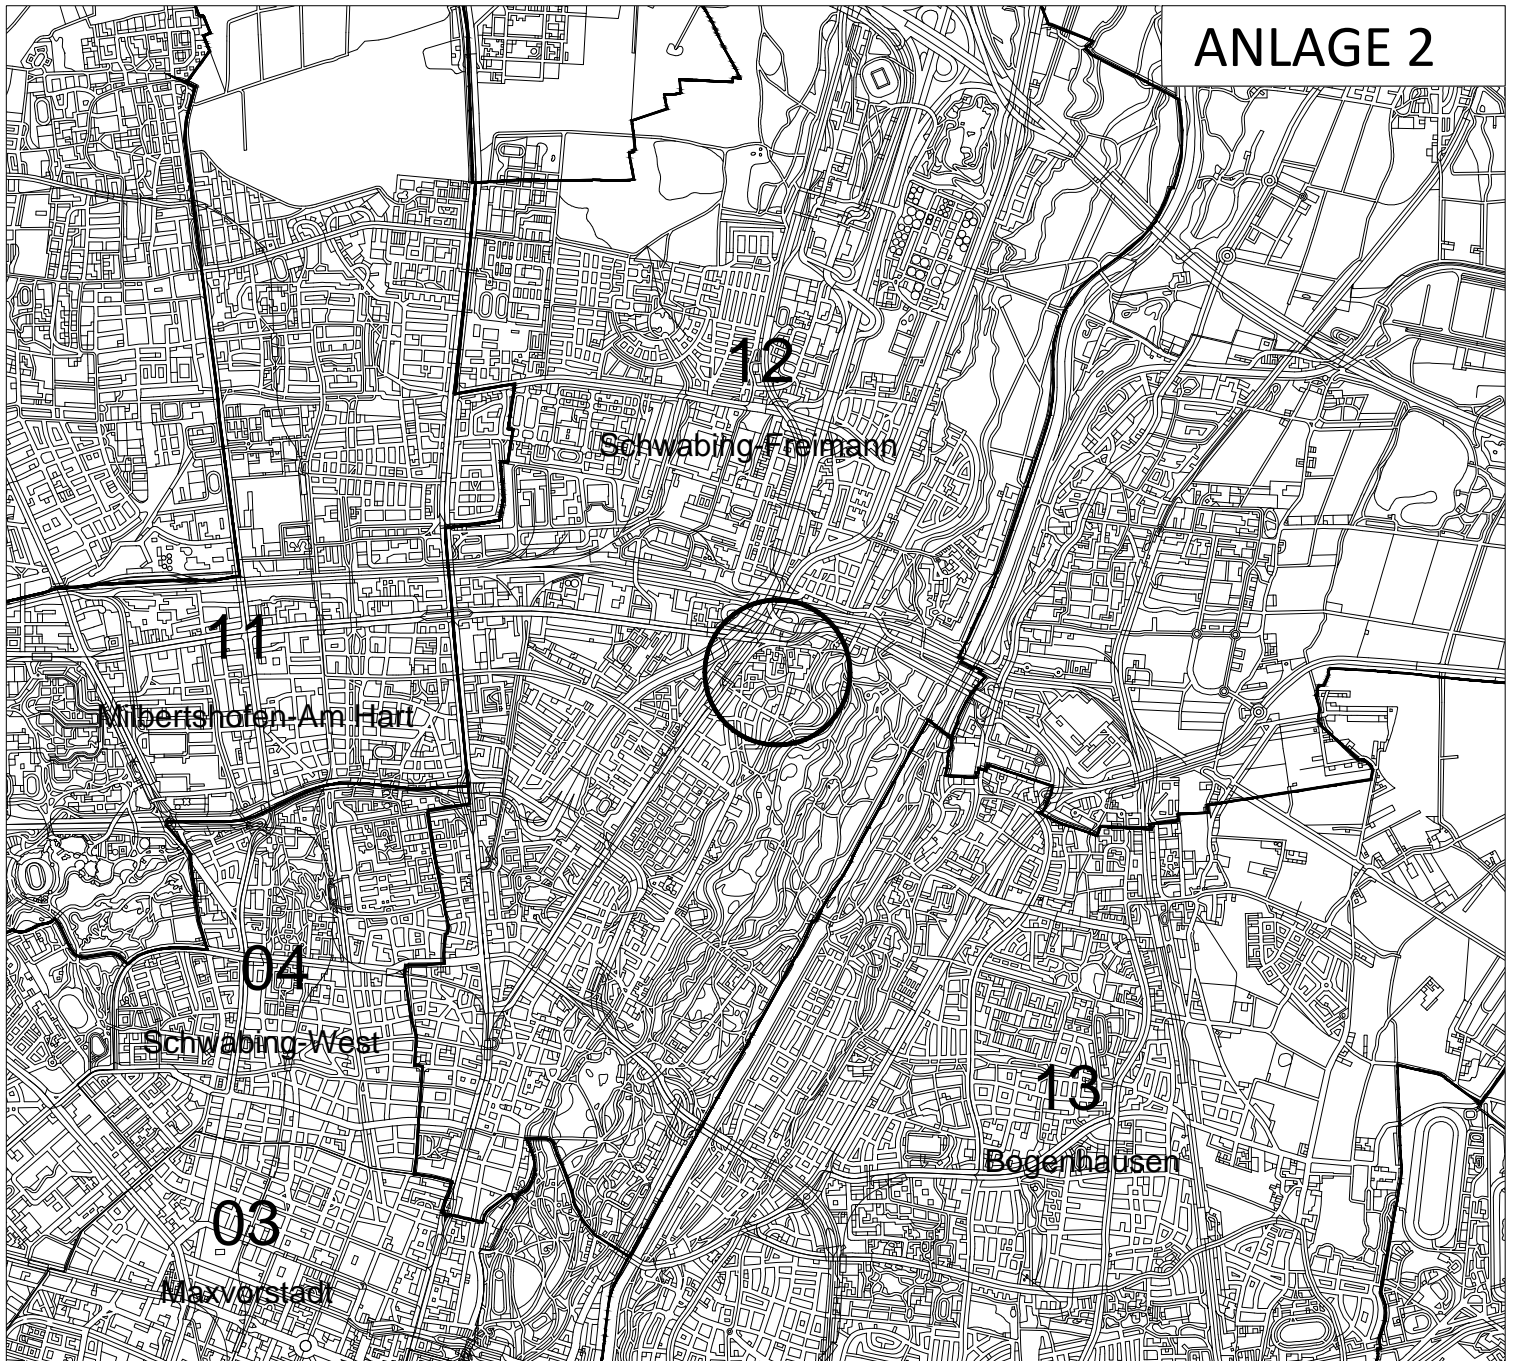 ANLAGE 2
12
Schwabing-Freimann
11
Milbertshofen-Am Hart
04
Schwabing-West
13
Bogenhausen
03
Maxvorstadt